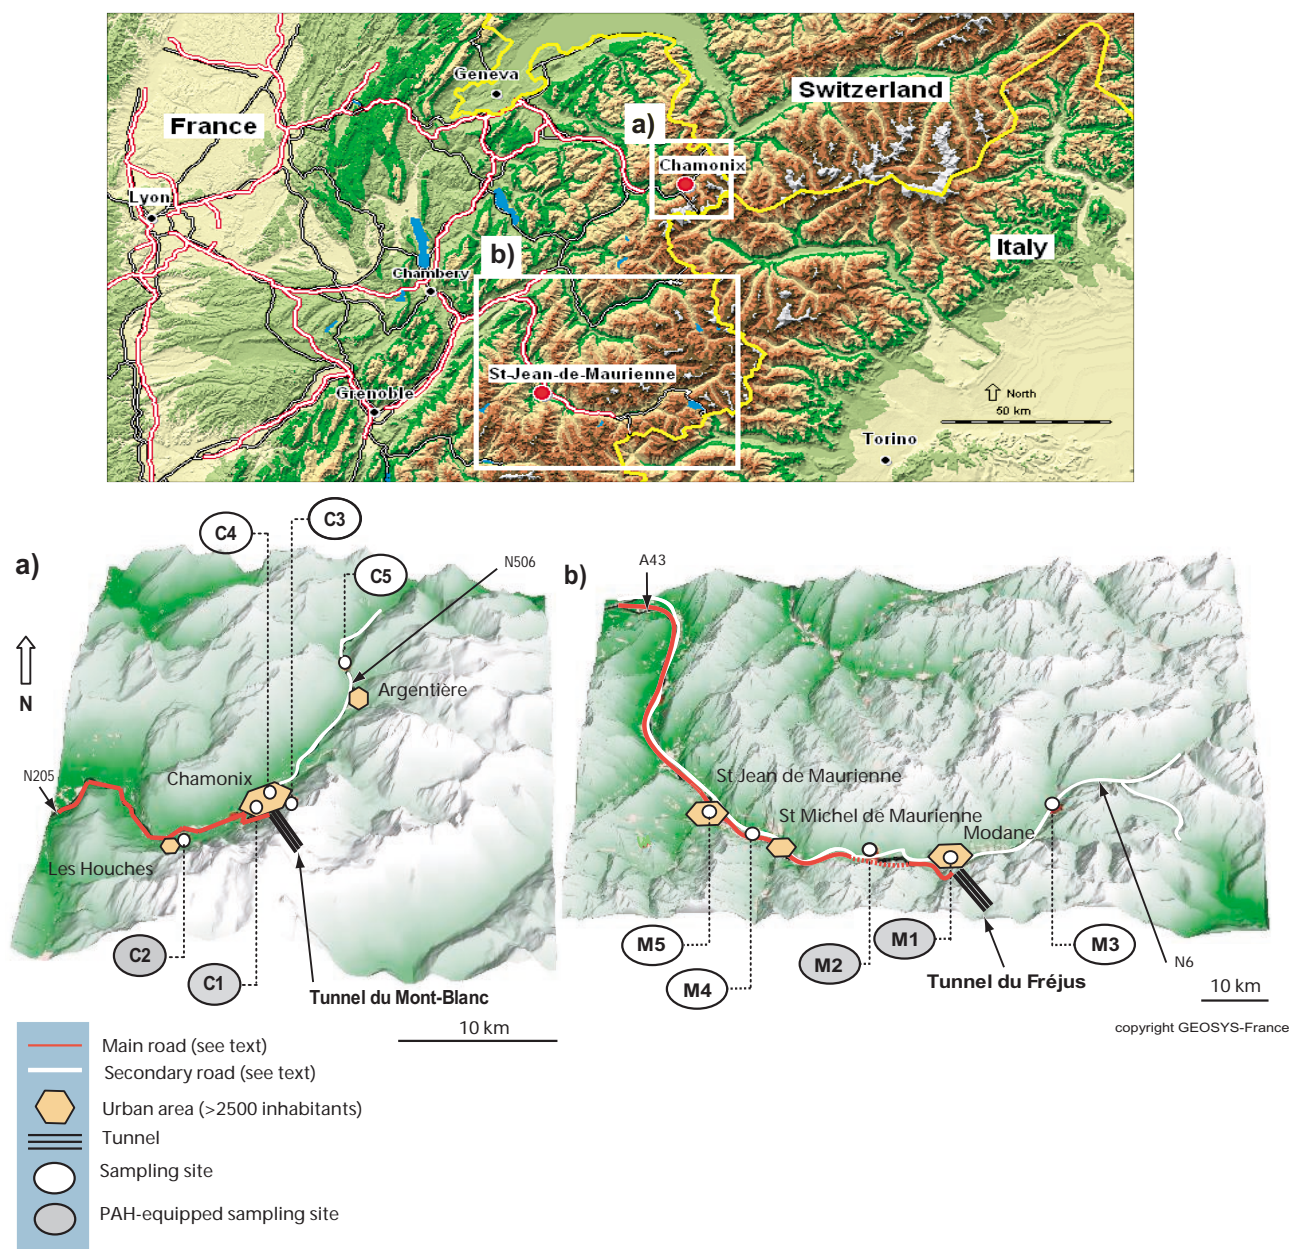 Geneva
Switzerland
France
a)
Chamonix
Lyon
Italy
b)
Chambery
St-Jean-de-Maurienne
Grenoble
North
50 km
Torino
C4
C3
a)
C5
N506
N
Argentière
N205
Chamonix
Les Houches
C2
C1
Tunnel du Mont-Blanc
10 km
b)
A43
St Jean de Maurienne
St Michel de Maurienne
Modane
M5
M4
M2
M1
M3
N6
Tunnel du Fréjus
10 km
copyright GEOSYS-France
Main road (see text)
Secondary road (see text)
Urban area (>2500 inhabitants)
Tunnel
Sampling site
PAH-equipped sampling site